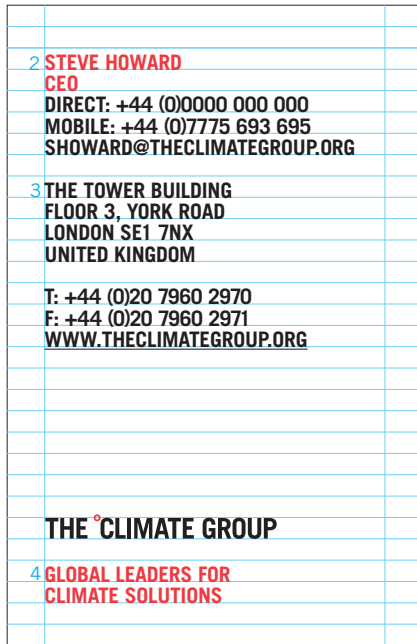 2 STEVE HOWARD
CEO
DIRECT: +44 (0)0000 000 000
MOBILE: +44 (0)7775 693 695
SHOWARD@THECLIMATEGROUP.ORG
3 THE TOWER BUILDING
FLOOR 3, YORK ROAD
LONDON SE1 7NX
UNITED KINGDOM
T: +44 (0)20 7960 2970
F: +44 (0)20 7960 2971
WWW.THECLIMATEGROUP.ORG
THE °CLIMATE GROUP
4 GLOBAL LEADERS FOR
CLIMATE SOLUTIONS